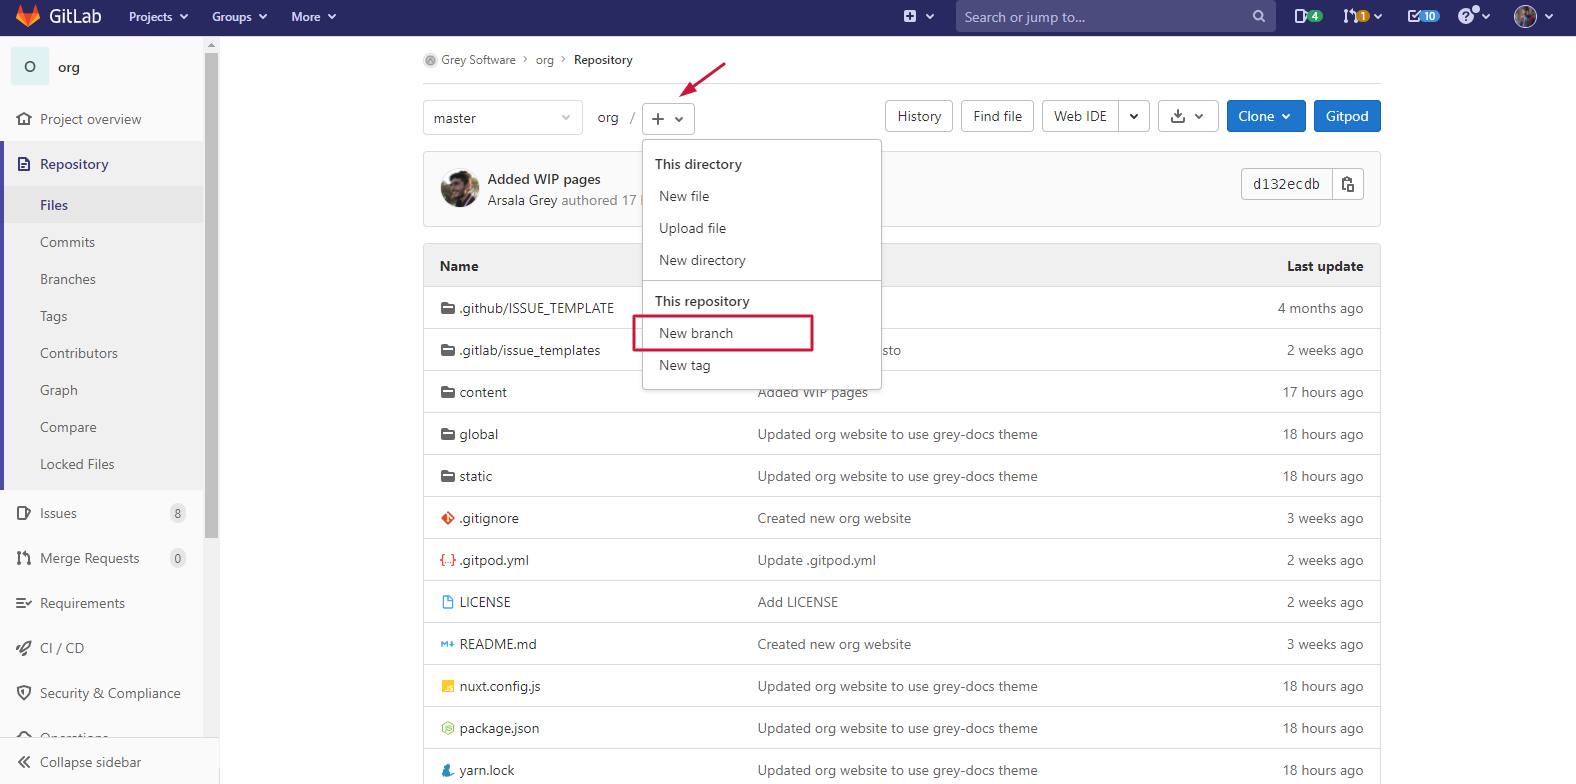 GitLab Projects Groups More Search or jump to... 4 1 10
O org
Project overview
Repository
Files
Commits
Branches
Tags
Contributors
Graph
Compare
Locked Files
Issues 8
Merge Requests 0
Requirements
CI / CD
Security & Compliance
Operations
Collapse sidebar
Grey Software > org > Repository
master org / + History Find file Web IDE Clone Gitpod
This directory
New file
Upload file
New directory
This repository
New branch
New tag
Added WIP pages
Arsala Grey authored 17
d132ecdb
Name Last update
.github/ISSUE_TEMPLATE 4 months ago
.gitlab/issue_templates sto 2 weeks ago
content Added WIP pages 17 hours ago
global Updated org website to use grey-docs theme 18 hours ago
static Updated org website to use grey-docs theme 18 hours ago
.gitignore Created new org website 3 weeks ago
.gitpod.yml Update .gitpod.yml 2 weeks ago
LICENSE Add LICENSE 2 weeks ago
README.md Created new org website 3 weeks ago
nuxt.config.js Updated org website to use grey-docs theme 18 hours ago
package.json Updated org website to use grey-docs theme 18 hours ago
yarn.lock Updated org website to use grey-docs theme 18 hours ago